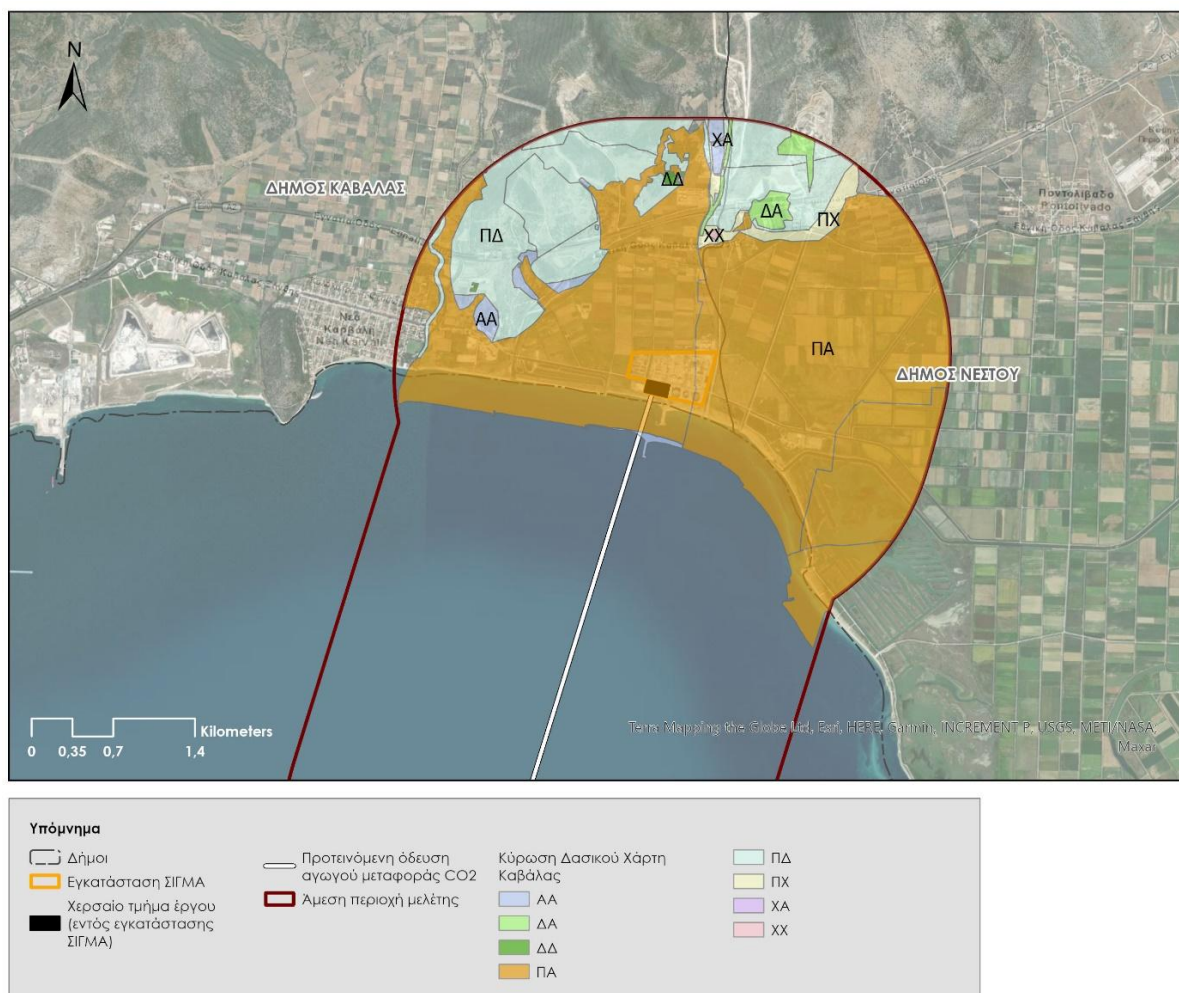 N
ΔΗΜΟΣ ΚΑΒΑΛΑΣ
ΧΑ
ΔΔ
ΔΑ
ΠΧ
ΧΧ
ΠΔ
ΑΑ
ΠΑ
ΔΗΜΟΣ ΝΕΣΤΟΥ
Ποντολίβαδο
Pontolivado
Νέα
Καρβάλη
Nea Karvali
Kilometers
0 0,35 0,7 1,4
Terra Mapping the Globe Ltd, Esri, HERE, Garmin, INCREMENT P, USGS, METI/NASA,
Maxar
Υπόμνημα
Δήμοι
Εγκατάσταση ΣΙΓΜΑ
Χερσαίο τμήμα έργου
(εντός εγκατάστασης
ΣΙΓΜΑ)
Προτεινόμενη όδευση
αγωγού μεταφοράς CO2
Άμεση περιοχή μελέτης
Κύρωση Δασικού Χάρτη
Καβάλας
ΑΑ
ΔΑ
ΔΔ
ΠΑ
ΠΔ
ΠΧ
ΧΑ
ΧΧ